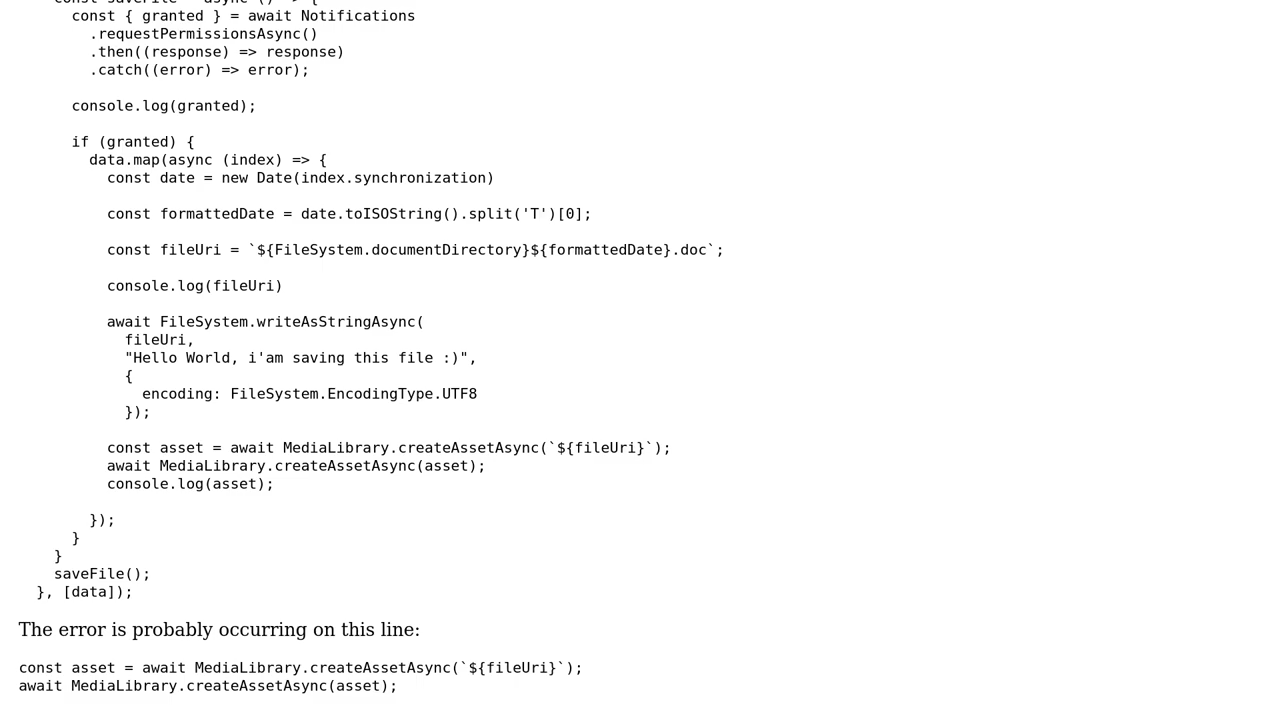 const saveFile = async () => {
const { granted } = await Notifications
.requestPermissionsAsync()
.then((response) => response)
.catch((error) => error);
console.log(granted);
if (granted) {
data.map(async (index) => {
const date = new Date(index.synchronization)
const formattedDate = date.toISOString().split('T')[0];
const fileUri = `${FileSystem.documentDirectory}${formattedDate}.doc`;
console.log(fileUri)
await FileSystem.writeAsStringAsync(
fileUri,
"Hello World, i'am saving this file :)",
{
encoding: FileSystem.EncodingType.UTF8
});
const asset = await MediaLibrary.createAssetAsync(`${fileUri}`);
await MediaLibrary.createAssetAsync(asset);
console.log(asset);
});
}
}
saveFile();
}, [data]);
The error is probably occurring on this line:
const asset = await MediaLibrary.createAssetAsync(`${fileUri}`);
await MediaLibrary.createAssetAsync(asset);